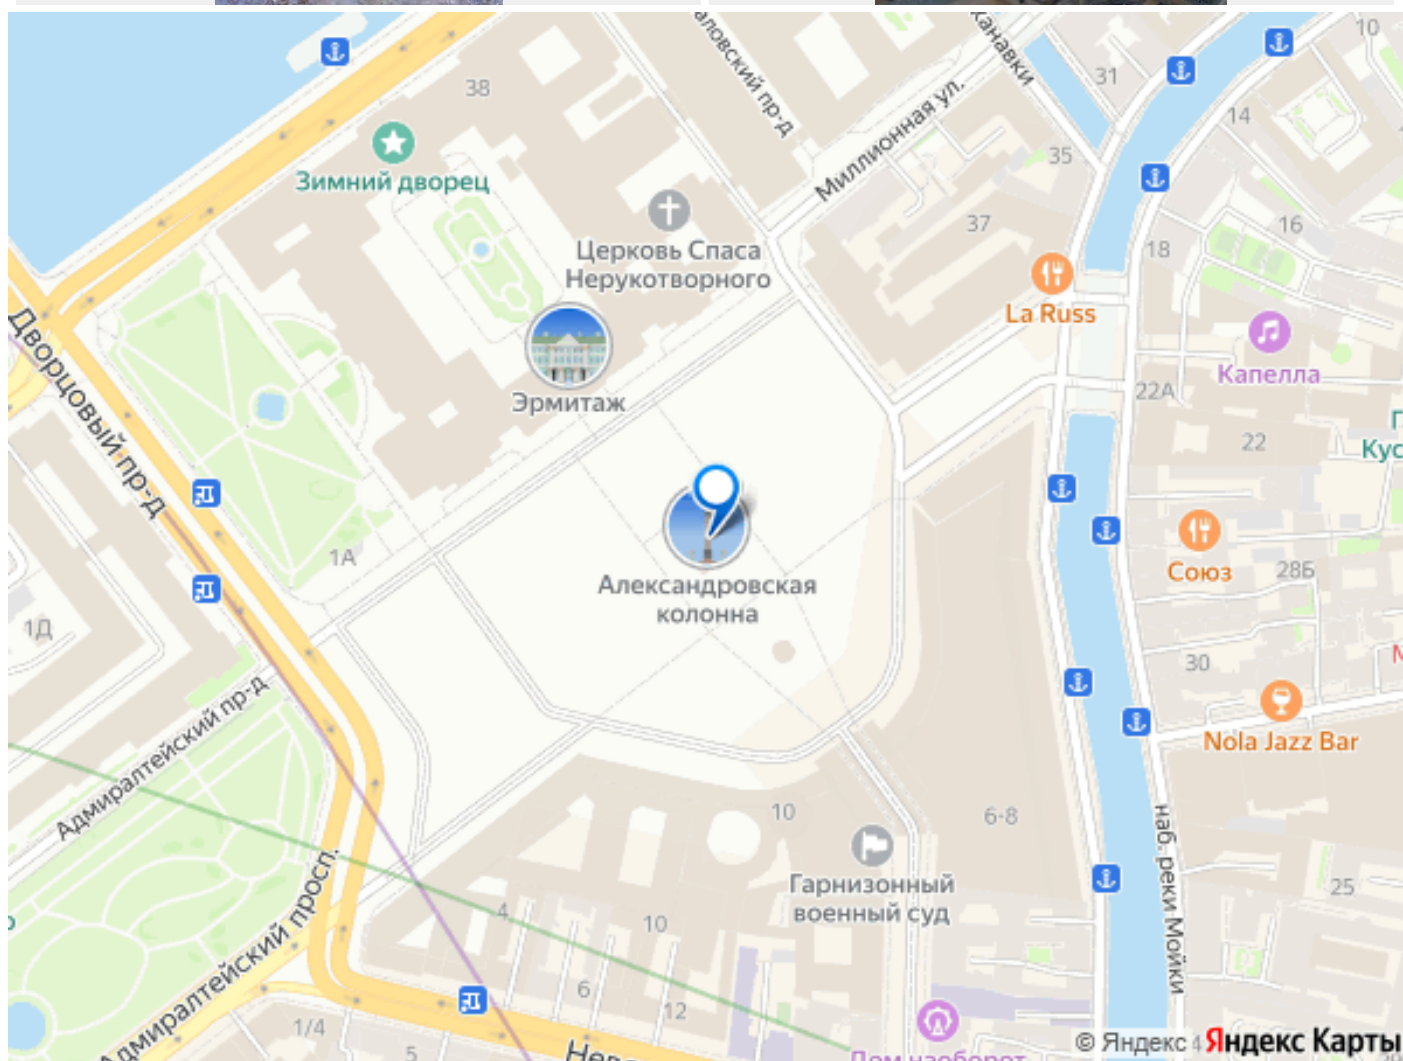 10
канавки
31
38
14
Миллионная ул.
35
Зимний дворец
16
37
18
Церковь Спаса
Нерукотворного
La Russ
Дворцовый пр-д
Капелла
22А
Эрмитаж
22
1А
Союз
28Б
Александровская
колонна
1Д
30
Адмиралтейский пр-д
Nola Jazz Bar
10
6-8
наб. реки Мойки
Гарнизонный
военный суд
25
4
10
Адмиралтейский просп.
6
12
1/4
5
© Яндекс
Яндекс Карты